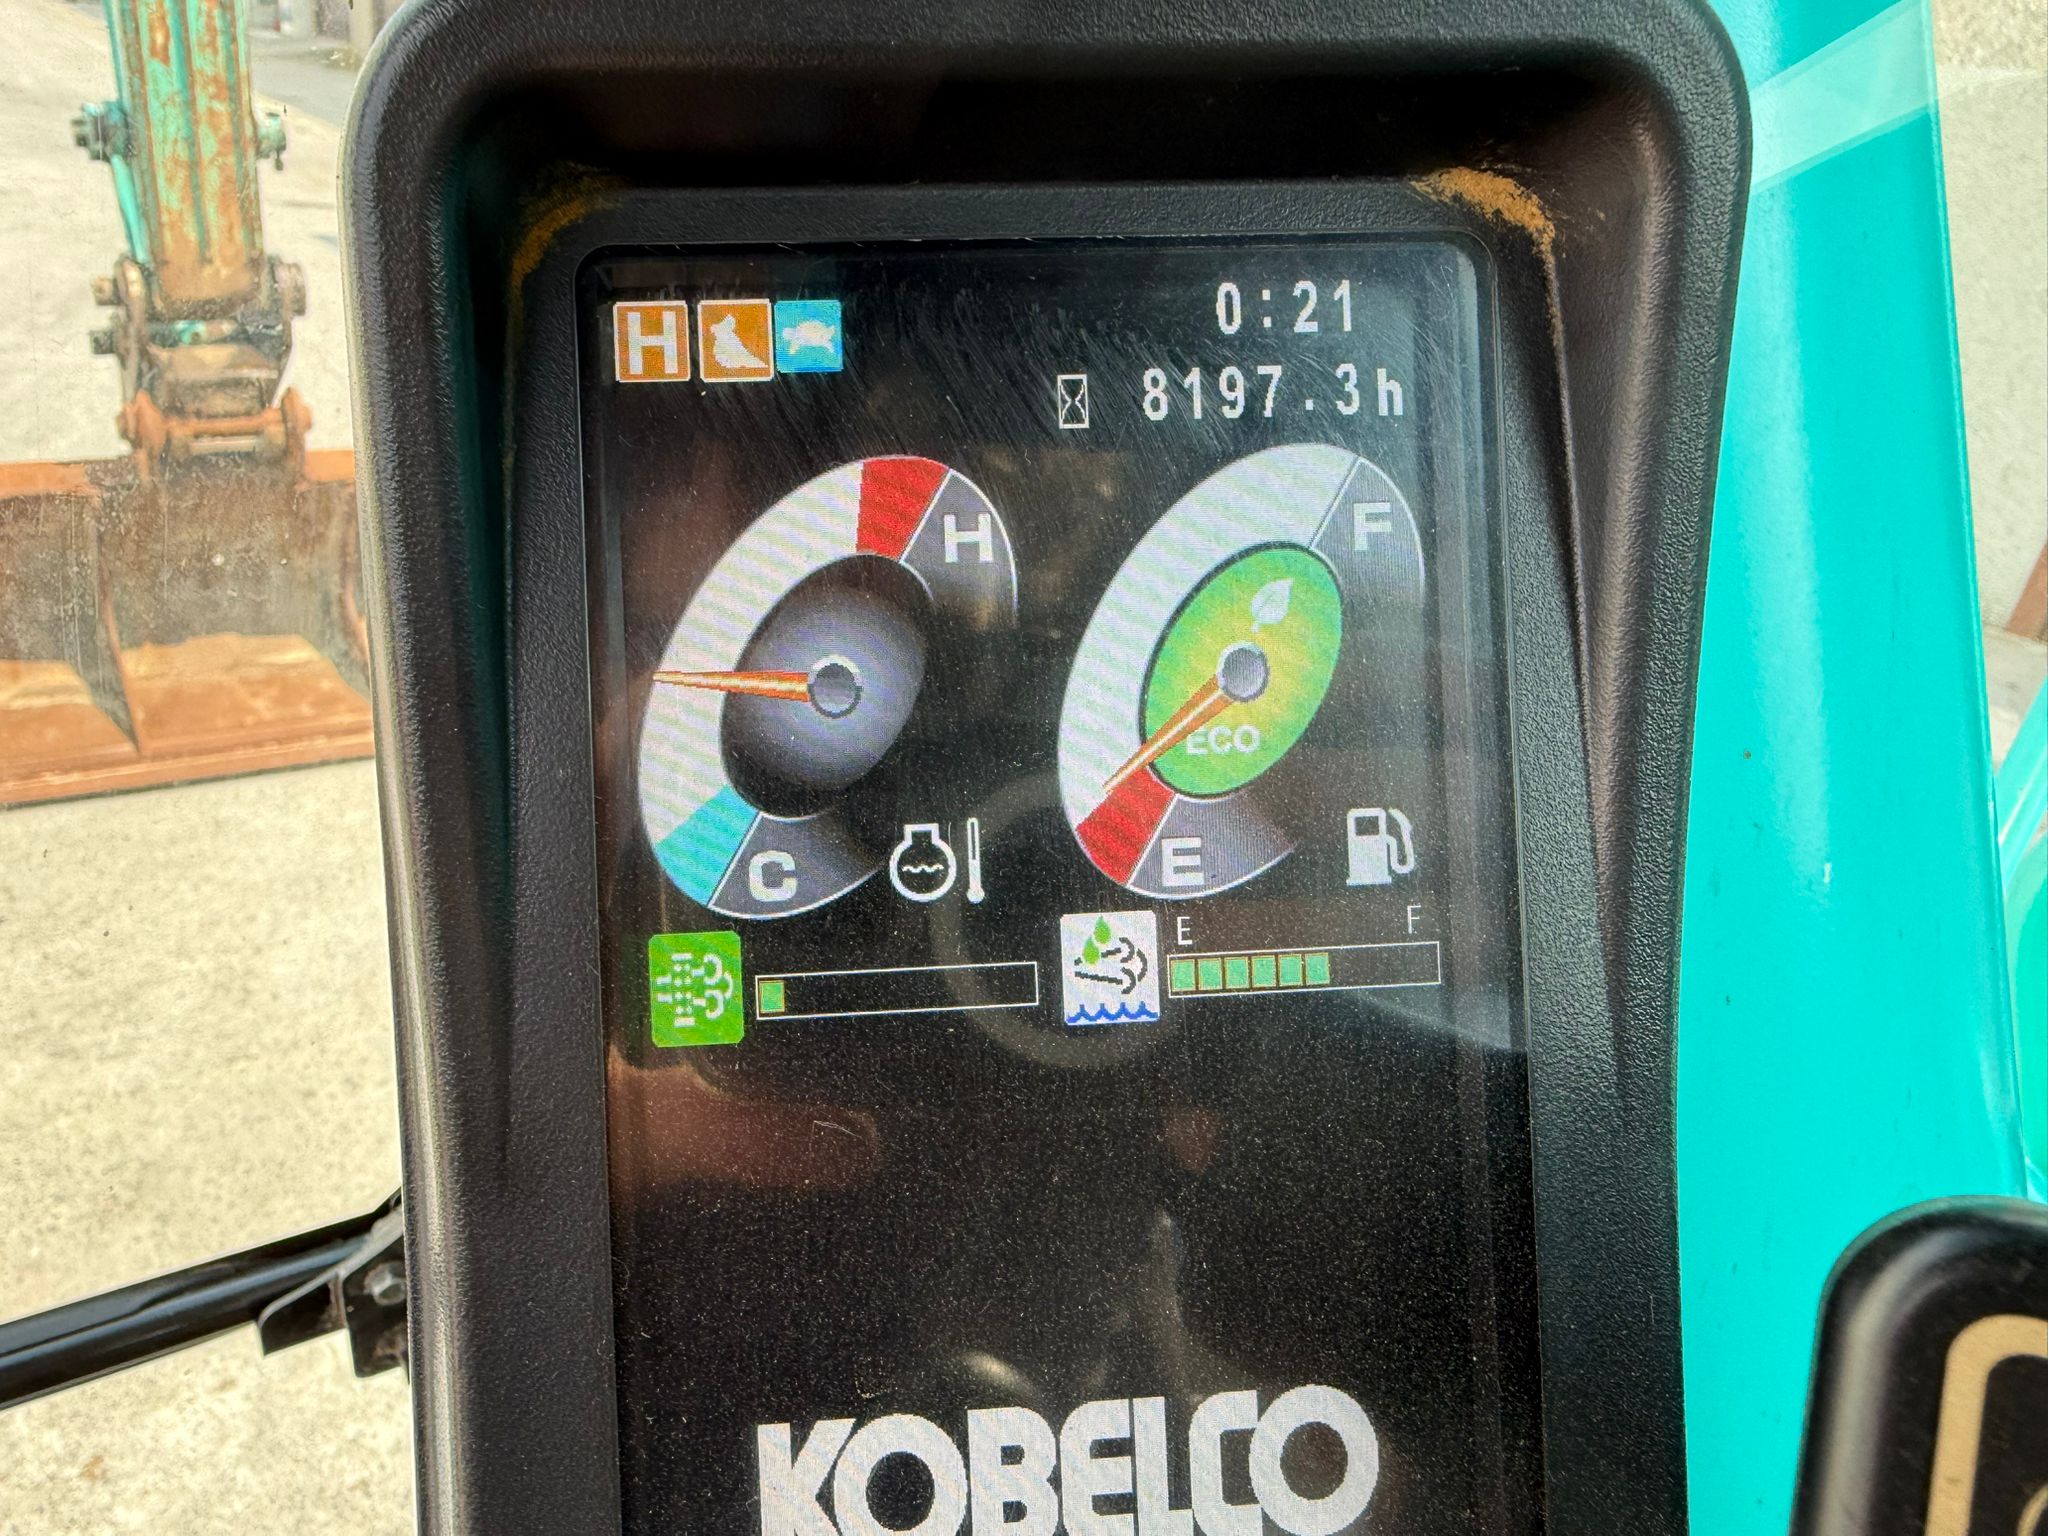 H
0:21
8197.3h
H
F
ECO
C
E
E F
KOBELCO